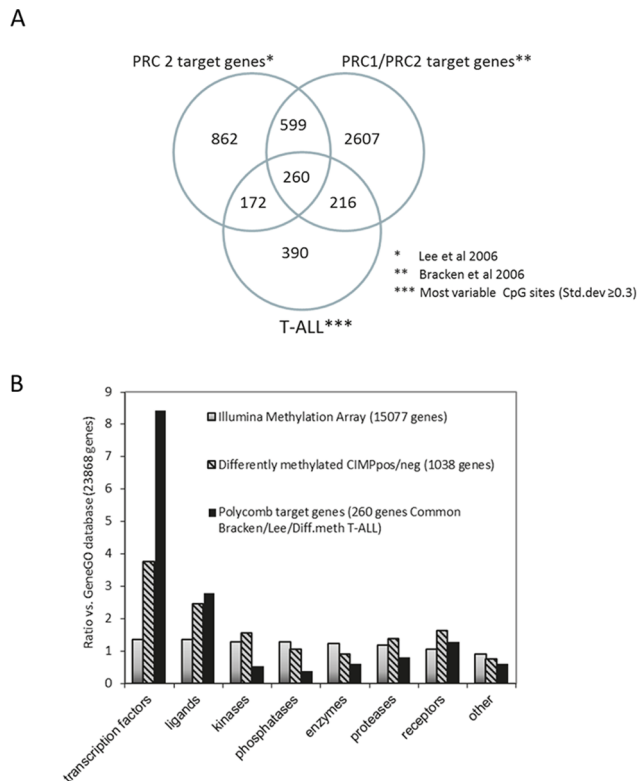 A
PRC 2 target genes*
PRC1/PRC2 target genes**
862
599
2607
260
172
216
390
* Lee et al 2006
** Bracken et al 2006
*** Most variable CpG sites (Std.dev ≥0.3)
T-ALL***
B
Ratio vs. GeneGO database (23868 genes)
9
8
7
6
5
4
3
2
1
0
Illumina Methylation Array (15077 genes)
Differently methylated CIMPpos/neg (1038 genes)
Polycomb target genes (260 genes Common
Bracken/Lee/Diff.meth T-ALL)
transcription factors
ligands
kinases
phosphatases
enzymes
proteases
receptors
other